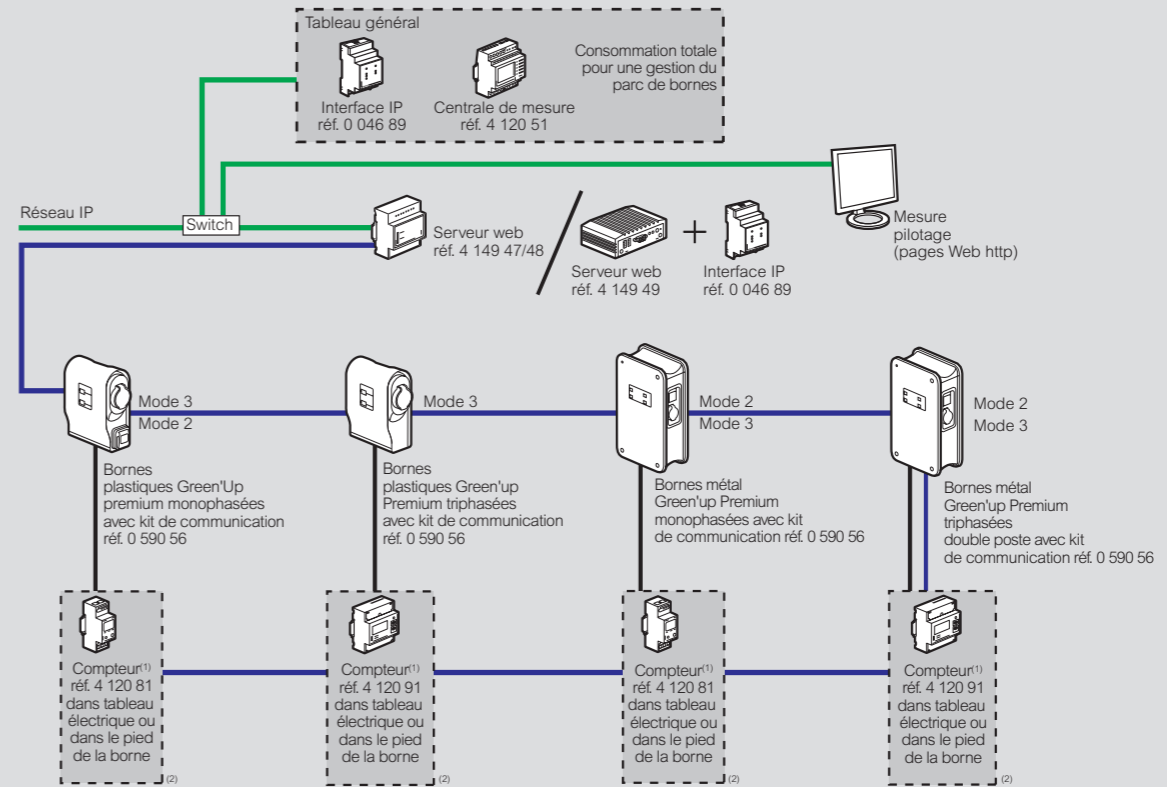 Tableau général
Consommation totale
pour une gestion du
parc de bornes
Interface IP
réf. 0 046 89
Centrale de mesure
réf. 4 120 51
Réseau IP
Switch
Serveur web
réf. 4 149 47/48
Serveur web
réf. 4 149 49
+
Interface IP
réf. 0 046 89
Mesure
pilotage
(pages Web http)
Mode 3
Mode 2
Mode 3
Mode 2
Mode 3
Mode 2
Mode 3
Bornes
plastiques Green'Up
premium monophasées
avec kit de communication
réf. 0 590 56
Bornes
plastiques Green'up
Premium triphasées
avec kit de communication
réf. 0 590 56
Bornes métal
Green'up Premium
monophasées avec kit
de communication réf. 0 590 56
Bornes métal
Green'up Premium
triphasées
double poste avec kit
de communication réf. 0 590 56
Compteur(1)
réf. 4 120 81
dans tableau
électrique ou
dans le pied
de la borne
(2)
Compteur(1)
réf. 4 120 91
dans tableau
électrique ou
dans le pied
de la borne
(2)
Compteur(1)
réf. 4 120 81
dans tableau
électrique ou
dans le pied
de la borne
(2)
Compteur(1)
réf. 4 120 91
dans tableau
électrique ou
dans le pied
de la borne
(2)